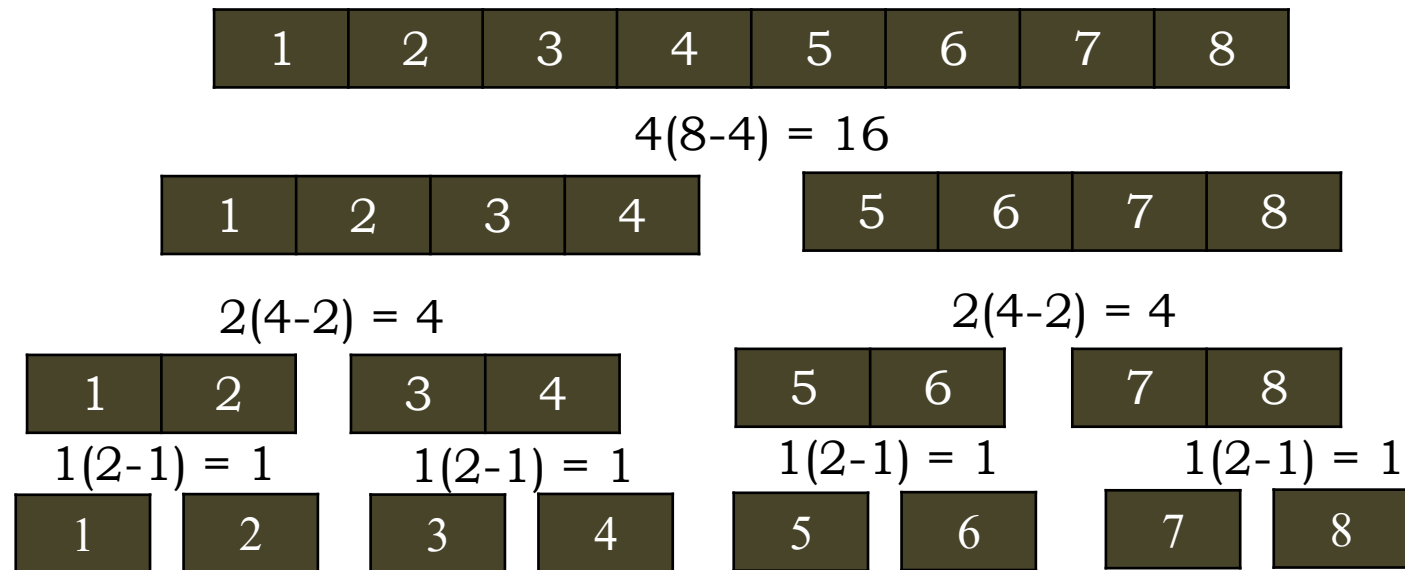 1 2 3 4 5 6 7 8
4(8-4) = 16
1 2 3 4 5 6 7 8
2(4-2) = 4 2(4-2) = 4
1 2 3 4 5 6 7 8
1(2-1) = 1 1(2-1) = 1 1(2-1) = 1 1(2-1) = 1
1 2 3 4 5 6 7 8